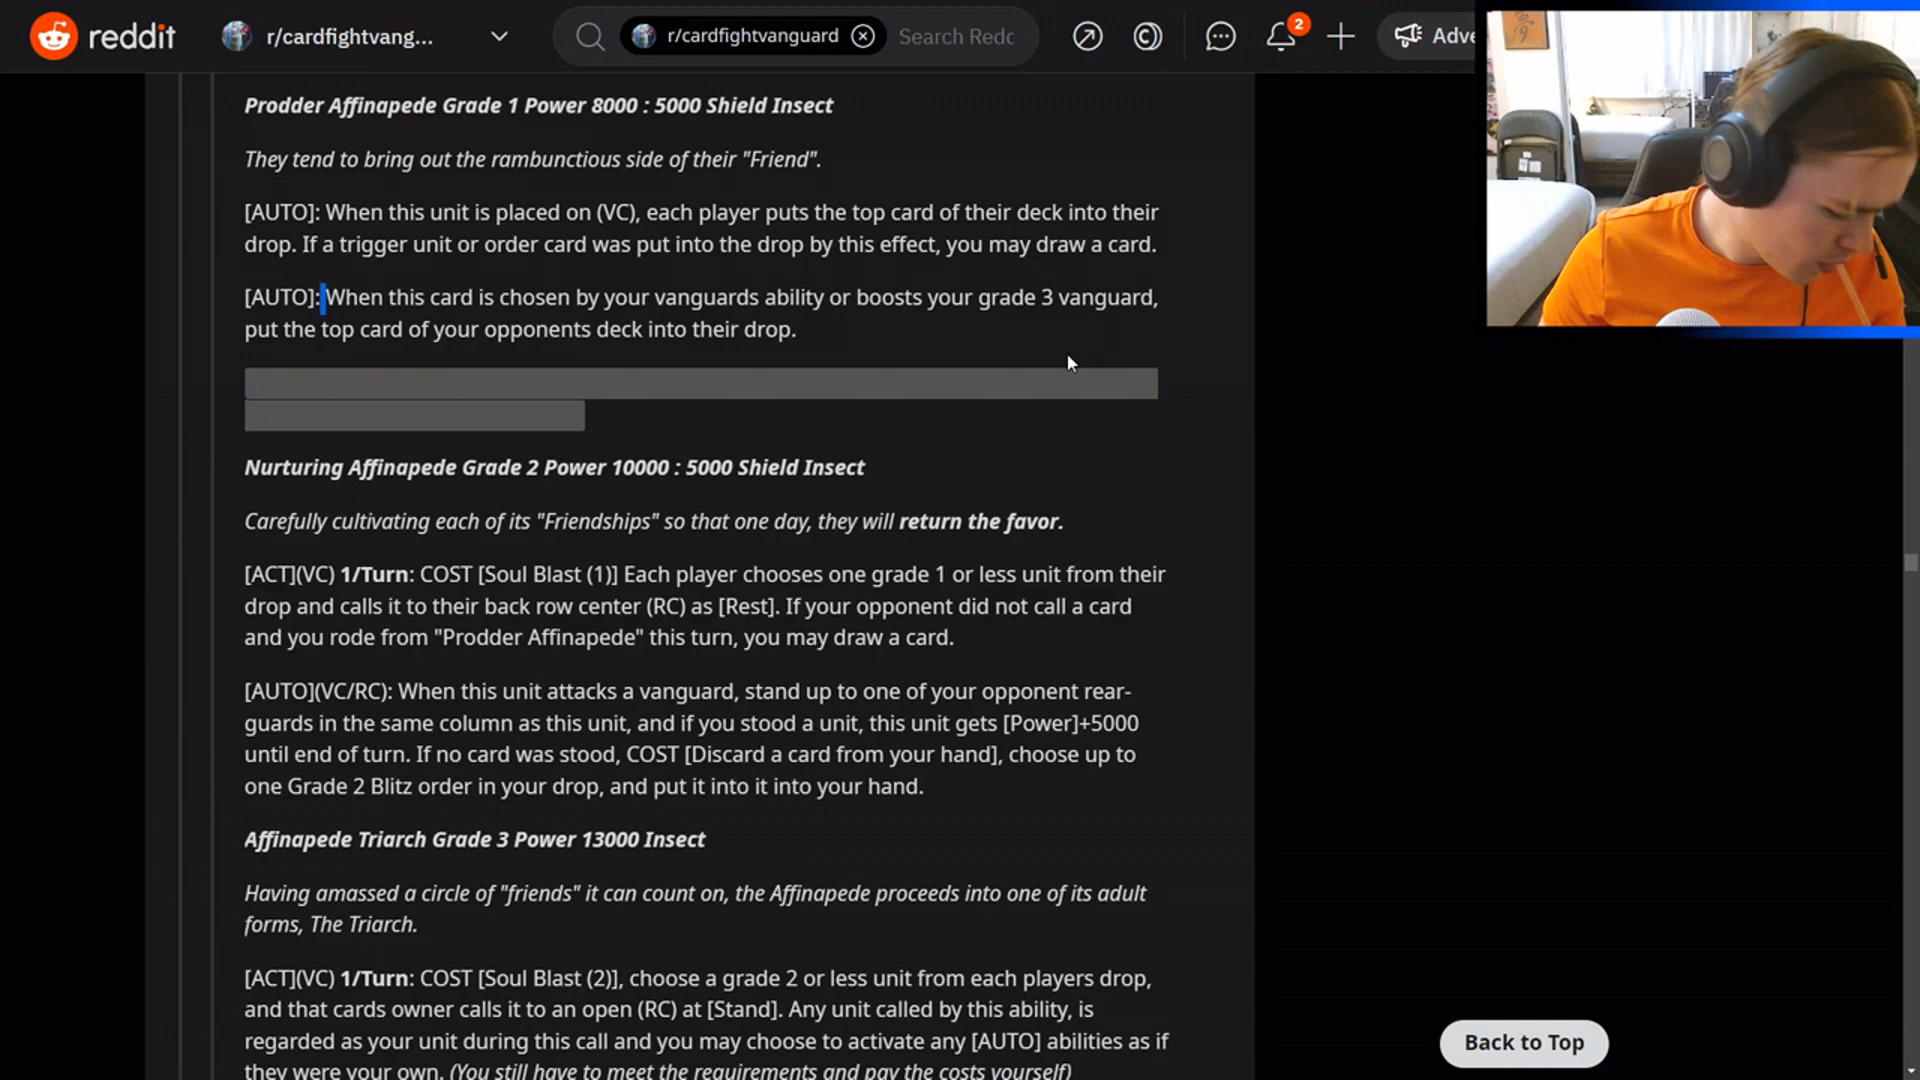 reddit
r/cardfightvang...
r/cardfightvanguard
Search Redc
2
Adve
Prodder Affinapede Grade 1 Power 8000 : 5000 Shield Insect
They tend to bring out the rambunctious side of their "Friend".
[AUTO]: When this unit is placed on (VC), each player puts the top card of their deck into their
drop. If a trigger unit or order card was put into the drop by this effect, you may draw a card.
[AUTO]: When this card is chosen by your vanguards ability or boosts your grade 3 vanguard,
put the top card of your opponents deck into their drop.
Nurturing Affinapede Grade 2 Power 10000 : 5000 Shield Insect
Carefully cultivating each of its "Friendships" so that one day, they will return the favor.
[ACT](VC) 1/Turn: COST [Soul Blast (1)] Each player chooses one grade 1 or less unit from their
drop and calls it to their back row center (RC) as [Rest]. If your opponent did not call a card
and you rode from "Prodder Affinapede" this turn, you may draw a card.
[AUTO](VC/RC): When this unit attacks a vanguard, stand up to one of your opponent rear-
guards in the same column as this unit, and if you stood a unit, this unit gets [Power]+5000
until end of turn. If no card was stood, COST [Discard a card from your hand], choose up to
one Grade 2 Blitz order in your drop, and put it into it into your hand.
Affinapede Triarch Grade 3 Power 13000 Insect
Having amassed a circle of "friends" it can count on, the Affinapede proceeds into one of its adult
forms, The Triarch.
[ACT](VC) 1/Turn: COST [Soul Blast (2)], choose a grade 2 or less unit from each players drop,
and that cards owner calls it to an open (RC) at [Stand]. Any unit called by this ability, is
regarded as your unit during this call and you may choose to activate any [AUTO] abilities as if
they were your own. (You still have to meet the requirements and pay the costs yourself)
Back to Top